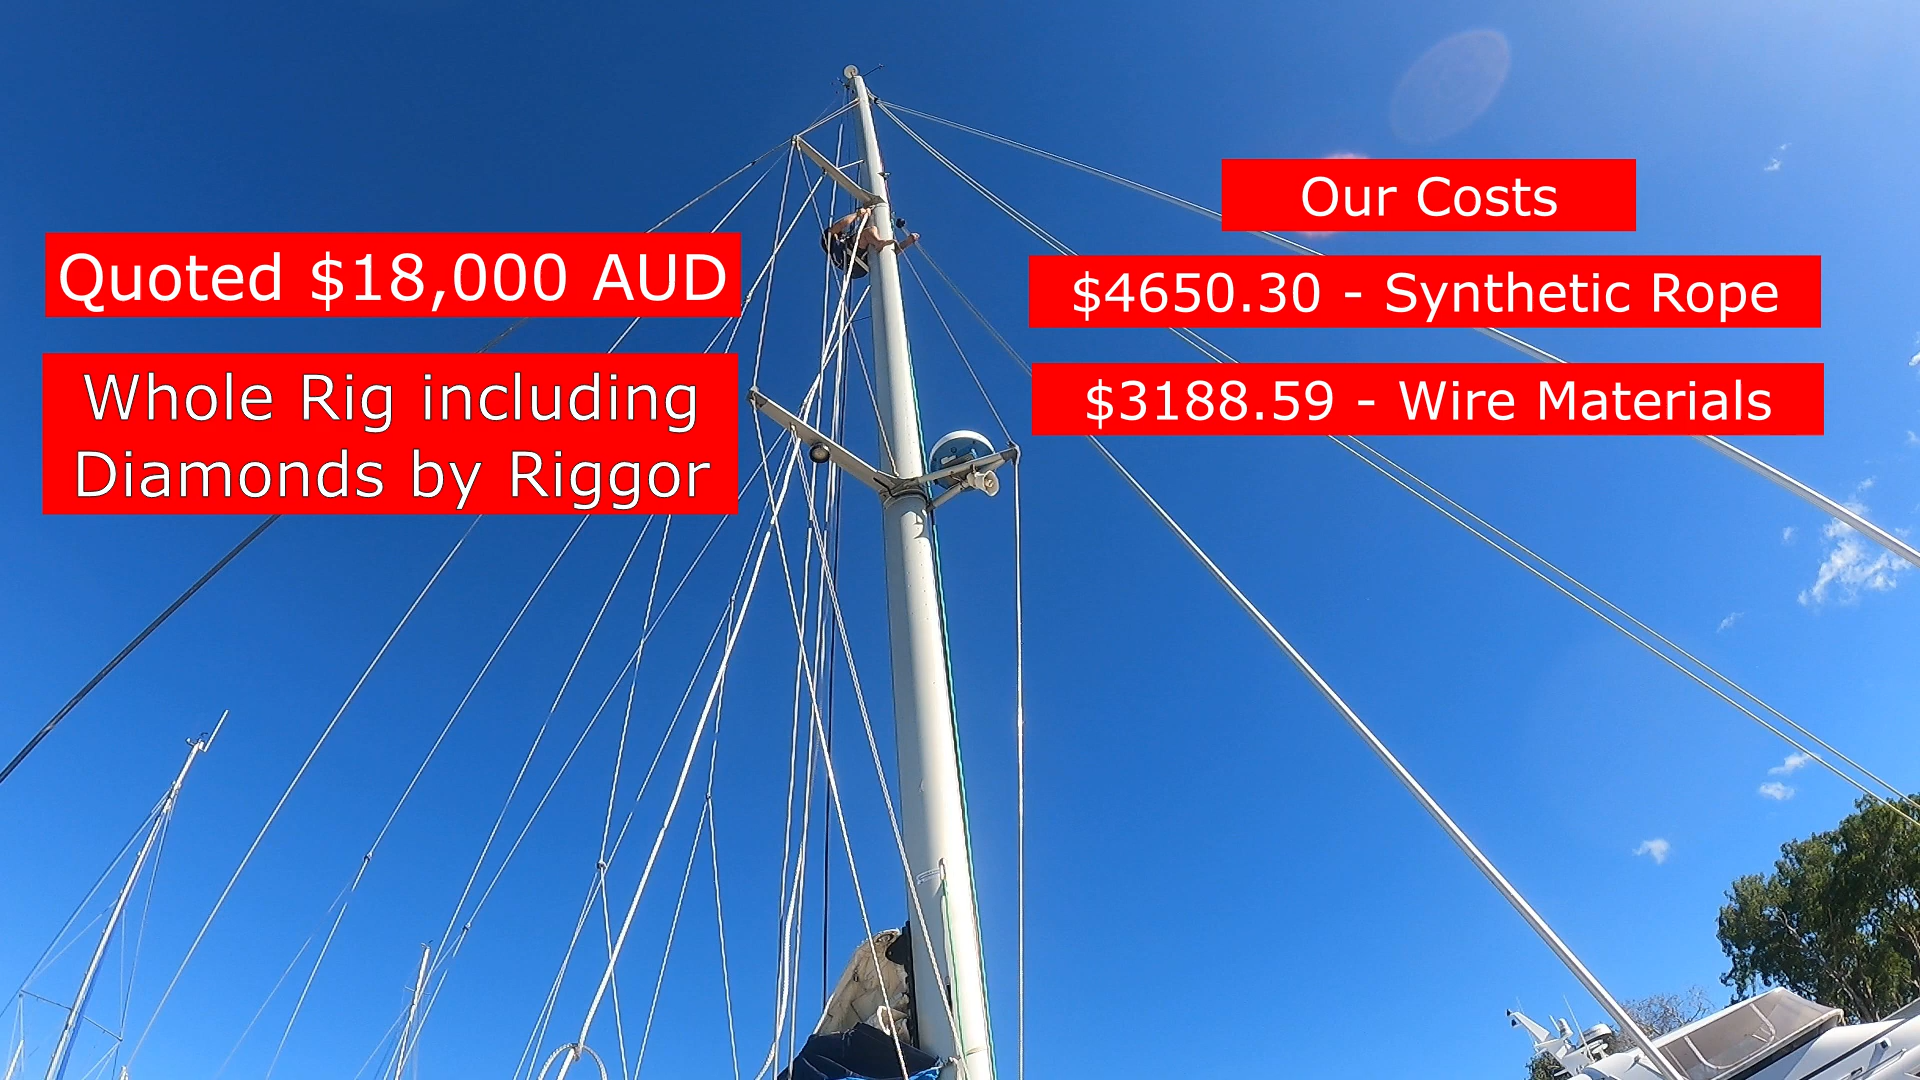 Quoted $18,000 AUD
Whole Rig including
Diamonds by Riggor
Our Costs
$4650.30 - Synthetic Rope
$3188.59 - Wire Materials